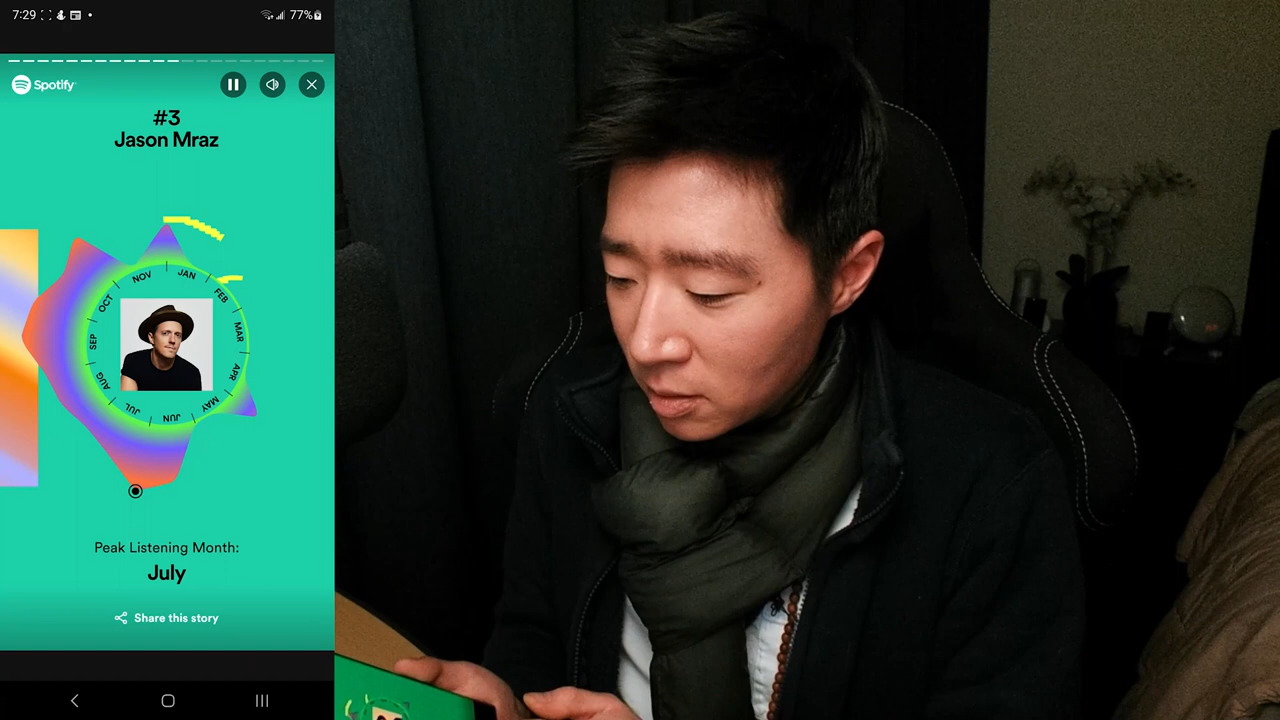 7:29
77%
Spotify
#3
Jason Mraz
NOV
JAN
FEB
MAR
APR
MAY
JUN
JUL
AUG
SEP
OCT
Peak Listening Month:
July
Share this story